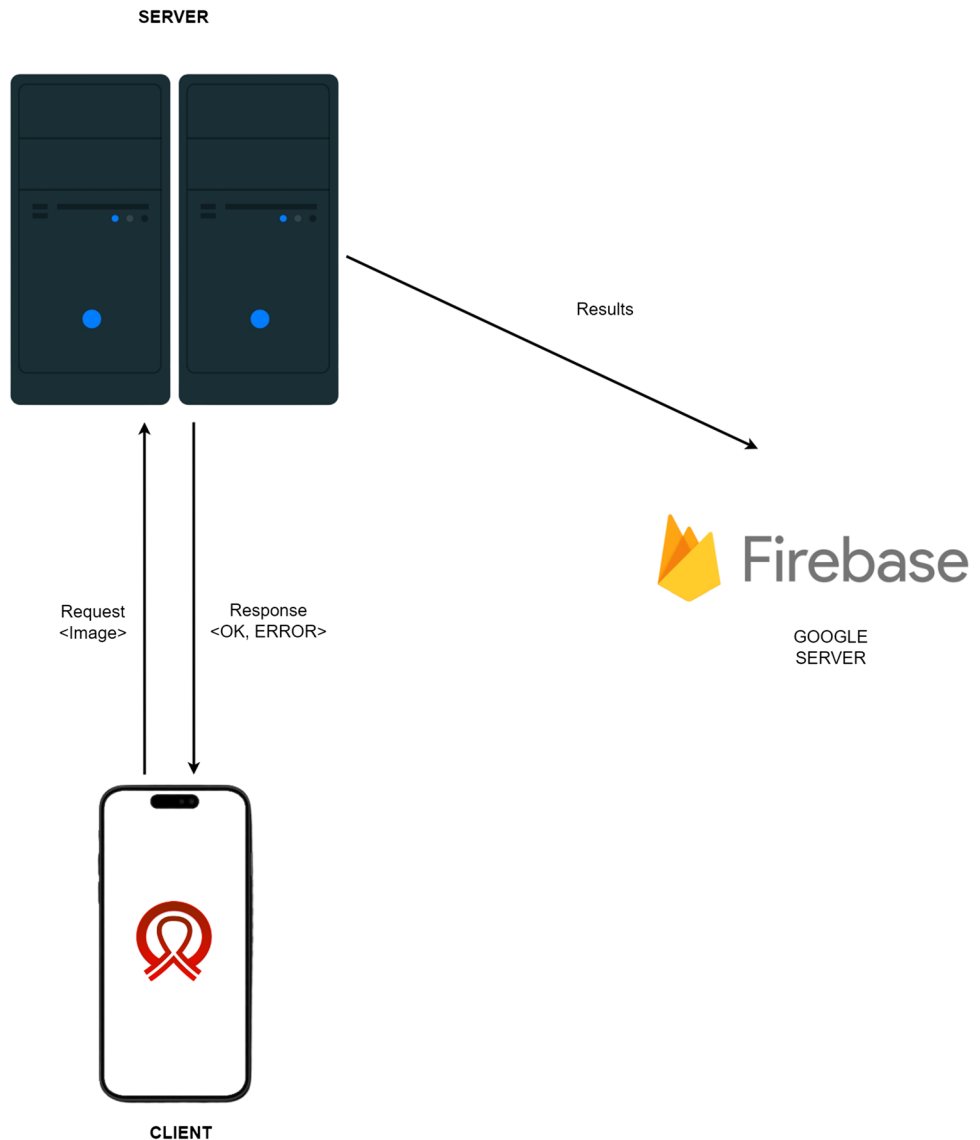 SERVER
Results
Firebase
Request
<Image>
Response
<OK, ERROR>
GOOGLE
SERVER
CLIENT